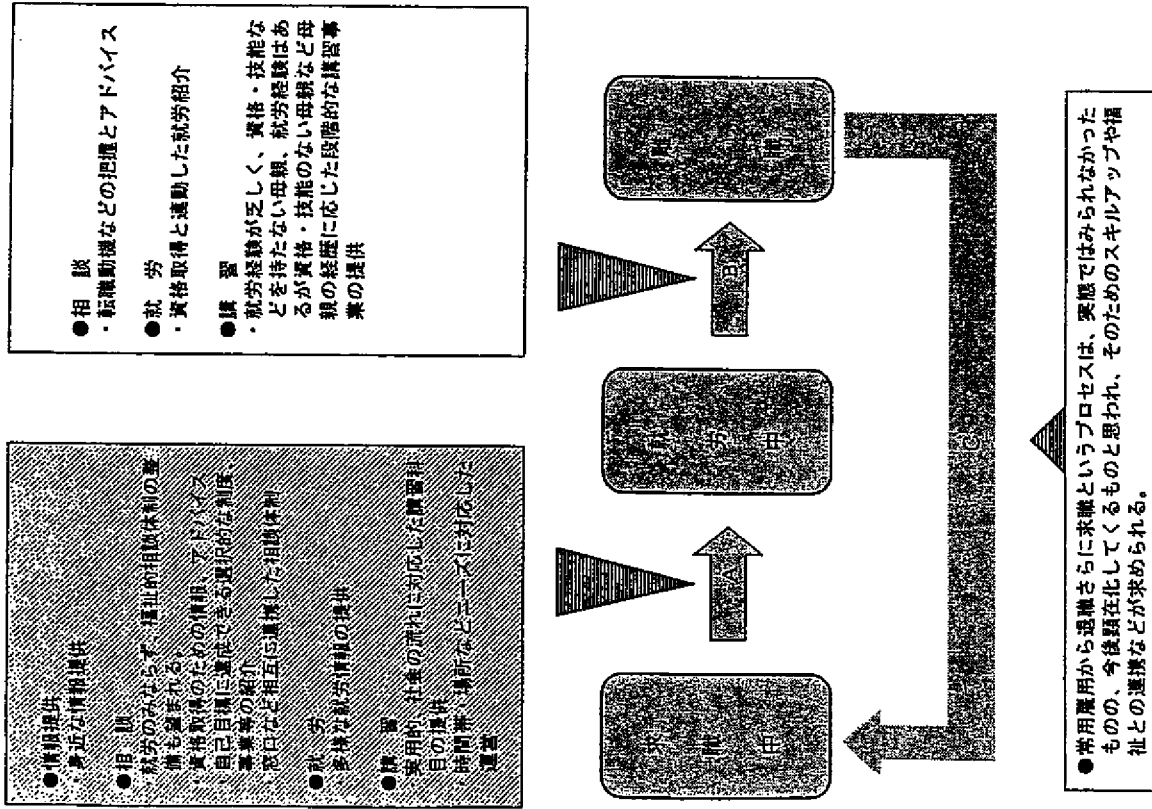 ●情報提供
・身近な情報提供
●相　談
・就労のみならず、福祉的相談体制の整
備も望まれる。
・資格取得のための情報、アドバイス
・自己目標に達成できる選択的な制度、
事業等の紹介
・窓口など相互に連携した相談体制
●就　労
・多様な就労情報の提供
●講　習
・実用的、社会の流れに対応した講習科
目の提供
・時間帯・場所などニーズに対応した
運営
●相　談
・転職動機などの把握とアドバイス
●就　労
・資格取得と連動した就労紹介
●講　習
・就労経験が乏しく、資格・技能な
どを持たない母親、就労経験はあ
るが資格・技能のない母親など母
親の経歴に応じた段階的な講習事
業の提供
求職中
A
就労中
B
職
C
●常用雇用から退職さらに求職というプロセスは、実態ではみられなかった
ものの、今後顕在化してくるものと思われ、そのためのスキルアップや福
祉との連携などが求められる。